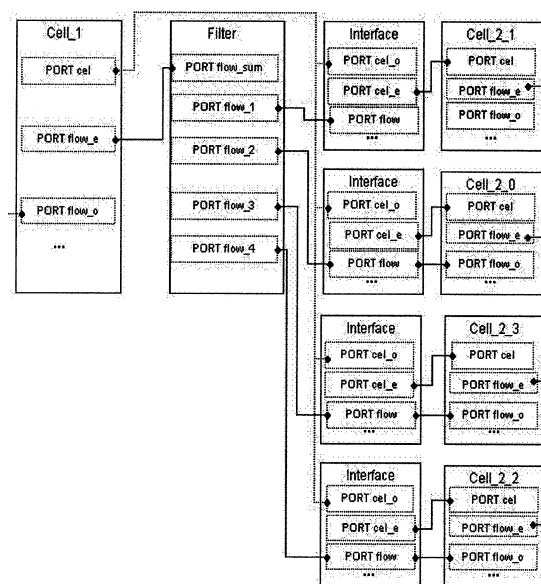 Cell_1
PORT cel
PORT flow_e
PORT flow_o
...
Filter
PORT flow_sum
PORT flow_1
PORT flow_2
PORT flow_3
PORT flow_4
Interface
PORT cel_o
PORT cel_e
PORT flow
...
Cell_2_1
PORT cel
PORT flow_e
PORT flow_o
...
Interface
PORT cel_o
PORT cel_e
PORT flow
...
Cell_2_0
PORT cel
PORT flow_e
PORT flow_o
...
Interface
PORT cel_o
PORT cel_e
PORT flow
...
Cell_2_3
PORT cel
PORT flow_e
PORT flow_o
...
Interface
PORT cel_o
PORT cel_e
PORT flow
...
Cell_2_2
PORT cel
PORT flow_e
PORT flow_o
...